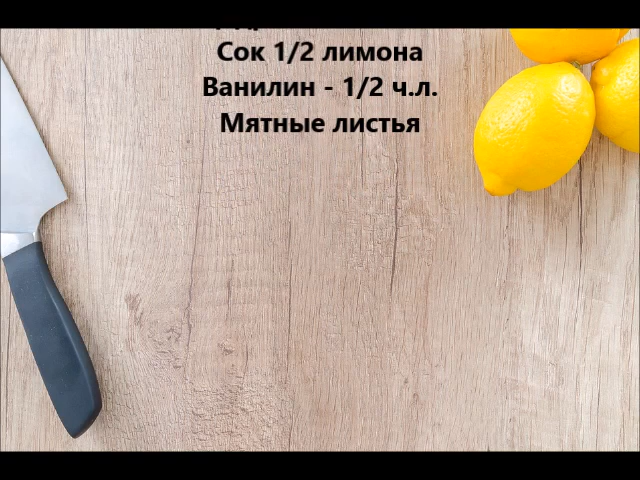 Сок 1/2 лимона
Ванилин - 1/2 ч.л.
Мятные листья